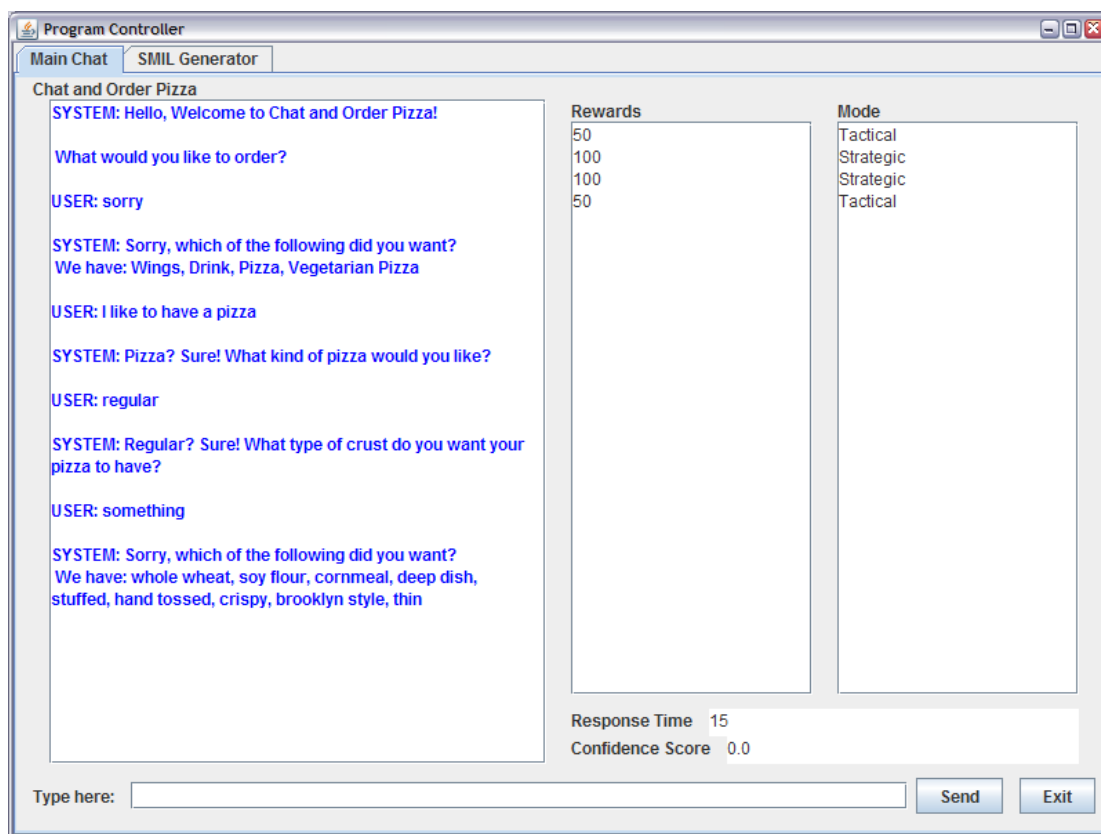 Program Controller
Main Chat
SMIL Generator
Chat and Order Pizza
SYSTEM: Hello, Welcome to Chat and Order Pizza!
What would you like to order?
USER: sorry
SYSTEM: Sorry, which of the following did you want?
We have: Wings, Drink, Pizza, Vegetarian Pizza
USER: I like to have a pizza
SYSTEM: Pizza? Sure! What kind of pizza would you like?
USER: regular
SYSTEM: Regular? Sure! What type of crust do you want your
pizza to have?
USER: something
SYSTEM: Sorry, which of the following did you want?
We have: whole wheat, soy flour, cornmeal, deep dish,
stuffed, hand tossed, crispy, brooklyn style, thin
Rewards
50
100
100
50
Mode
Tactical
Strategic
Strategic
Tactical
Response Time 15
Confidence Score 0.0
Type here:
Send
Exit